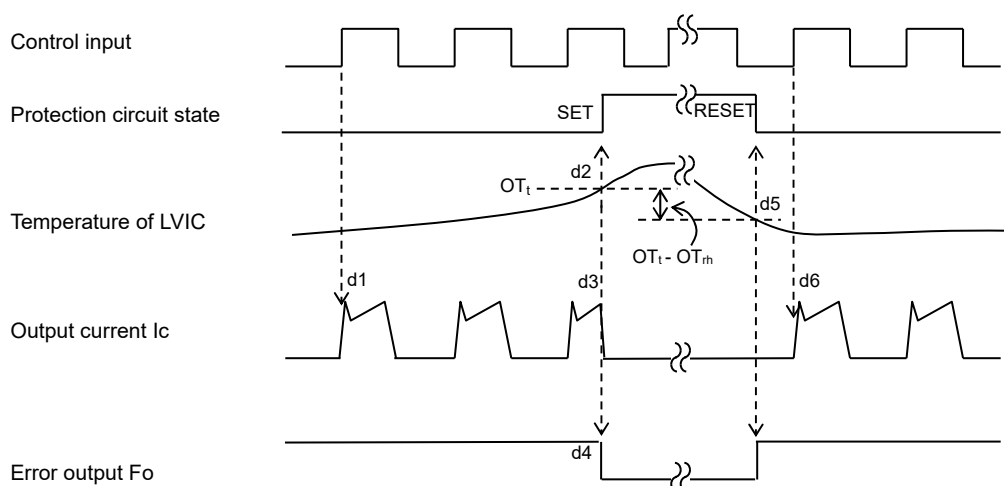 Control input
Protection circuit state
SET
RESET
d2
OTt
d5
Temperature of LVIC
OTt - OTrh
d1
d3
d6
Output current Ic
d4
Error output Fo